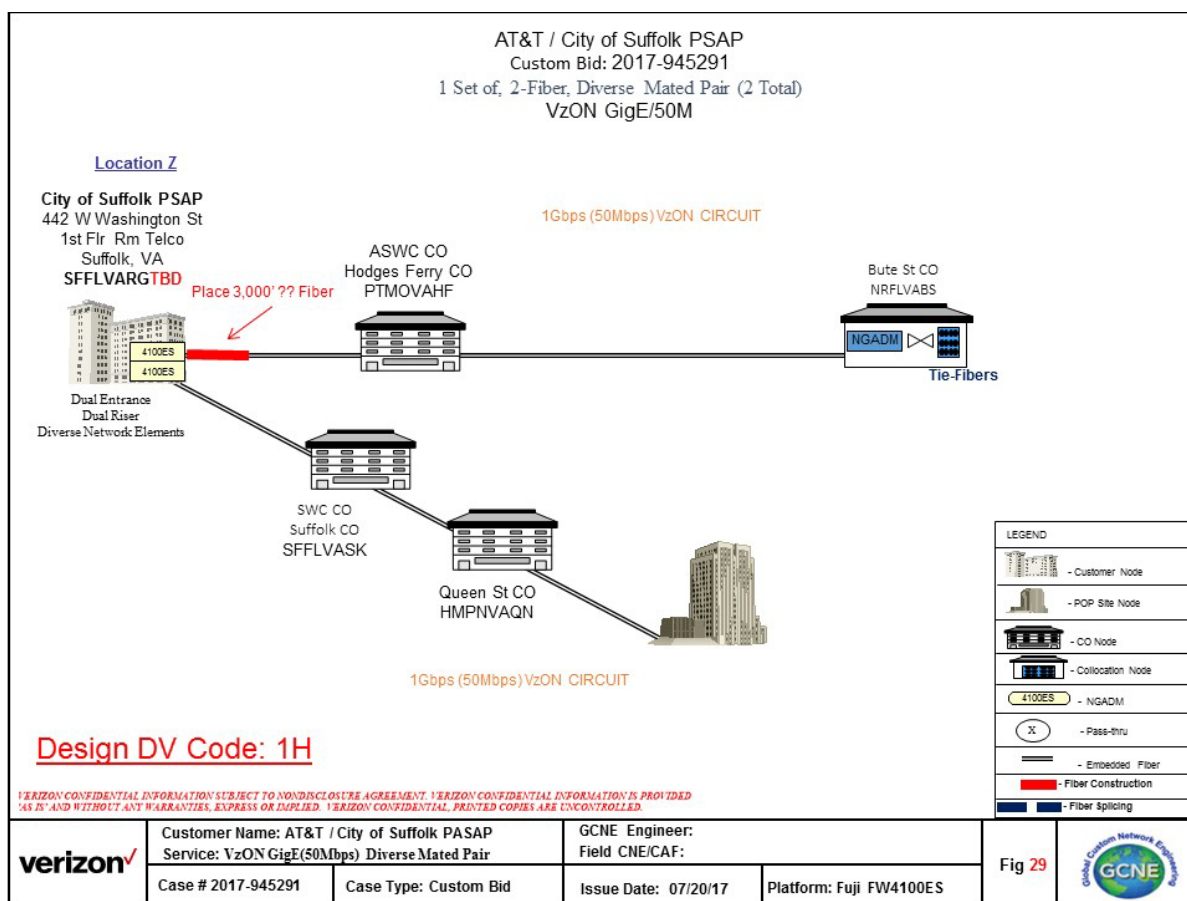 AT&T / City of Suffolk PSAP
Custom Bid: 2017-945291
1 Set of, 2-Fiber, Diverse Mated Pair (2 Total)
VzON GigE/50M
Location Z
City of Suffolk PSAP
442 W Washington St
1st Flr Rm Telco
Suffolk, VA
SFFLVARGTBD
Place 3,000' ?? Fiber
1Gbps (50Mbps) VzON CIRCUIT
ASWC CO
Hodges Ferry CO
PTMOVAHF
Bute St CO
NRFLVABS
NGADM
Tie-Fibers
4100ES
4100ES
Dual Entrance
Dual Riser
Diverse Network Elements
SWC CO
Suffolk CO
SFFLVASK
Queen St CO
HMPNVAQN
1Gbps (50Mbps) VzON CIRCUIT
LEGEND
- Customer Node
- POP Site Node
- CO Node
- Collocation Node
4100ES - NGADM
X - Pass-thru
- Embedded Fiber
- Fiber Construction
- Fiber Splicing
Design DV Code: 1H
VERIZON CONFIDENTIAL INFORMATION SUBJECT TO NONDISCLOSURE AGREEMENT. VERIZON CONFIDENTIAL INFORMATION IS PROVIDED
'AS IS' AND WITHOUT ANY WARRANTIES, EXPRESS OR IMPLIED. VERIZON CONFIDENTIAL, PRINTED COPIES ARE UNCONTROLLED.
verizon
Customer Name: AT&T / City of Suffolk PASAP
Service: VzON GigE(50Mbps) Diverse Mated Pair
GCNE Engineer:
Field CNE/CAF:
Case # 2017-945291
Case Type: Custom Bid
Issue Date: 07/20/17
Platform: Fuji FW4100ES
Fig 29
Global Custom Network Engineering
GCNE